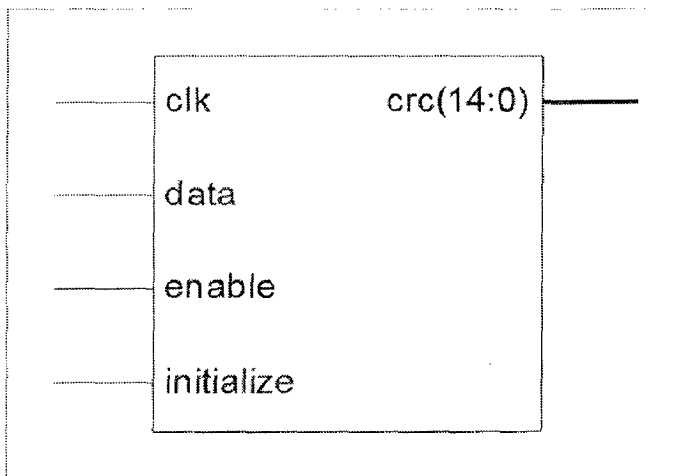 clk crc(14:0)
data
enable
initialize